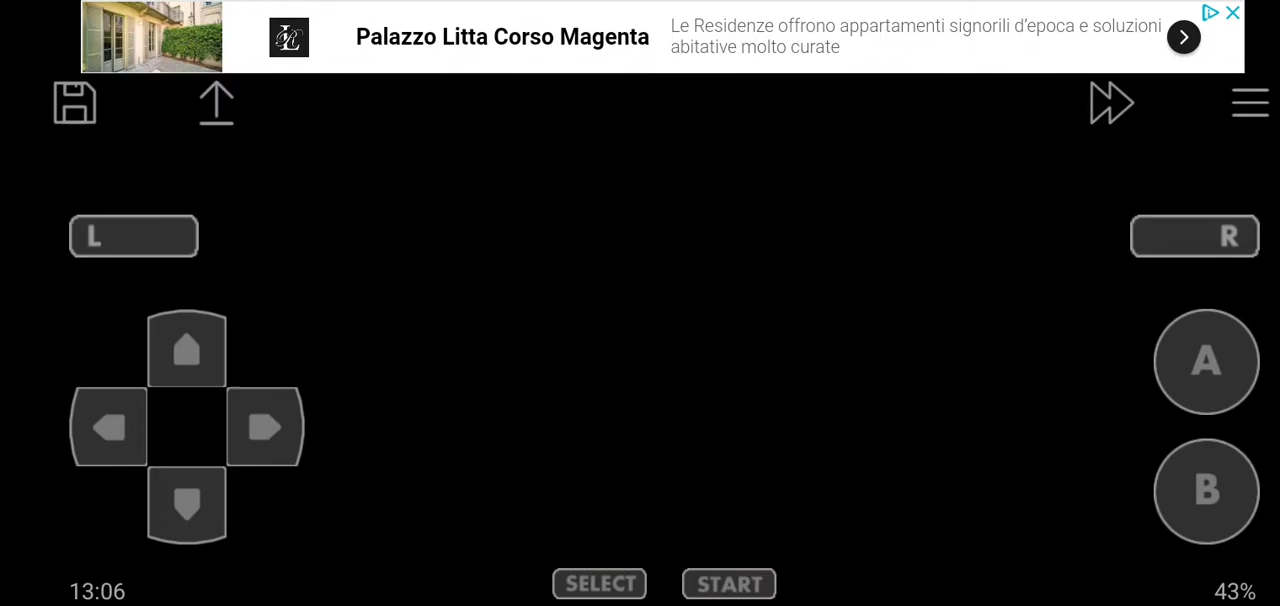 Palazzo Litta Corso Magenta
Le Residenze offrono appartamenti signorili d'epoca e soluzioni
abitative molto curate
L
R
A
B
SELECT
START
13:06
43%